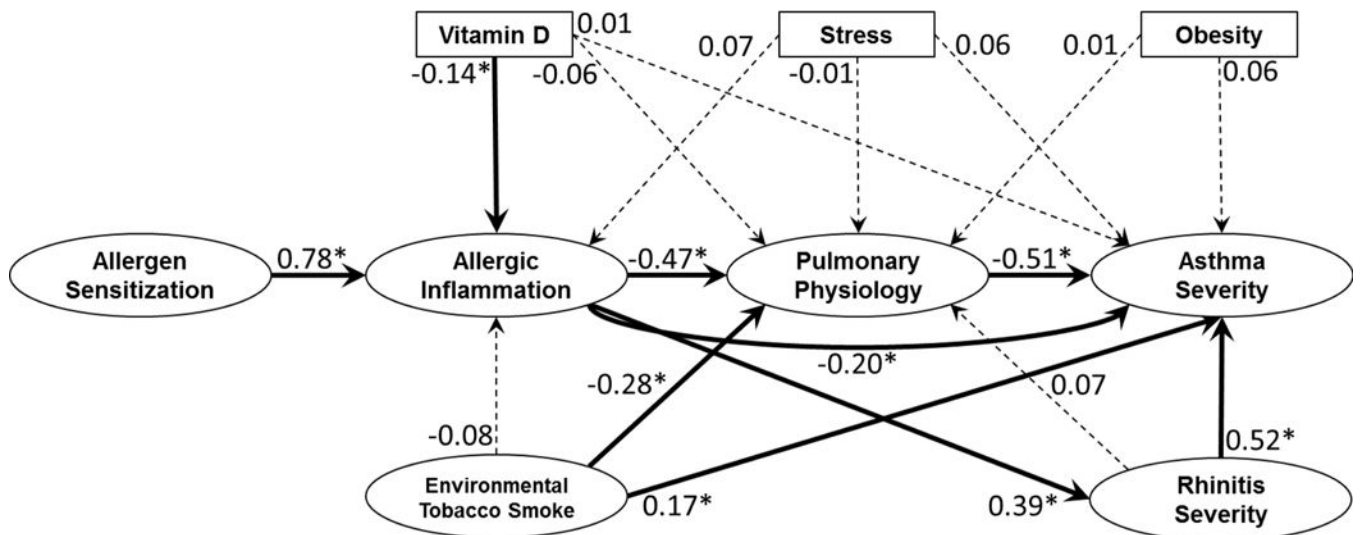 Vitamin D
0.01
Stress
Obesity
-0.14*
-0.06
0.07
-0.01
0.06
0.01
0.06
Allergen
Sensitization
0.78*
Allergic
Inflammation
-0.47*
Pulmonary
Physiology
-0.51*
Asthma
Severity
-0.20*
-0.28*
0.07
-0.08
0.52*
Environmental
Tobacco Smoke
0.17*
0.39*
Rhinitis
Severity